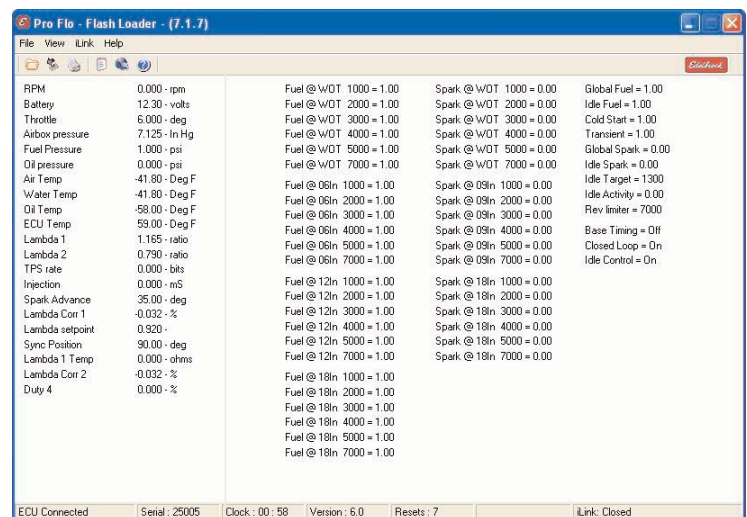 Pro Flo - Flash Loader - (7.1.7)
File View iLink Help
Edelbrock
RPM 0.000 - rpm
Battery 12.30 - volts
Throttle 6.000 - deg
Airbox pressure 7.125 - In Hg
Fuel Pressure 1.000 - psi
Oil pressure 0.000 - psi
Air Temp -41.80 - Deg F
Water Temp -41.80 - Deg F
Oil Temp -58.00 - Deg F
ECU Temp 59.00 - Deg F
Lambda 1 1.165 - ratio
Lambda 2 0.790 - ratio
TPS rate 0.000 - bits
Injection 0.000 - mS
Spark Advance 35.00 - deg
Lambda Corr 1 -0.032 - %
Lambda setpoint 0.920 -
Sync Position 90.00 - deg
Lambda 1 Temp 0.000 - ohms
Lambda Corr 2 -0.032 - %
Duty 4 0.000 - %
Fuel @ WOT 1000 = 1.00
Fuel @ WOT 2000 = 1.00
Fuel @ WOT 3000 = 1.00
Fuel @ WOT 4000 = 1.00
Fuel @ WOT 5000 = 1.00
Fuel @ WOT 7000 = 1.00
Fuel @ 06In 1000 = 1.00
Fuel @ 06In 2000 = 1.00
Fuel @ 06In 3000 = 1.00
Fuel @ 06In 4000 = 1.00
Fuel @ 06In 5000 = 1.00
Fuel @ 06In 7000 = 1.00
Fuel @ 12In 1000 = 1.00
Fuel @ 12In 2000 = 1.00
Fuel @ 12In 3000 = 1.00
Fuel @ 12In 4000 = 1.00
Fuel @ 12In 5000 = 1.00
Fuel @ 12In 7000 = 1.00
Fuel @ 18In 1000 = 1.00
Fuel @ 18In 2000 = 1.00
Fuel @ 18In 3000 = 1.00
Fuel @ 18In 4000 = 1.00
Fuel @ 18In 5000 = 1.00
Fuel @ 18In 7000 = 1.00
Spark @ WOT 1000 = 0.00
Spark @ WOT 2000 = 0.00
Spark @ WOT 3000 = 0.00
Spark @ WOT 4000 = 0.00
Spark @ WOT 5000 = 0.00
Spark @ WOT 7000 = 0.00
Spark @ 09In 1000 = 0.00
Spark @ 09In 2000 = 0.00
Spark @ 09In 3000 = 0.00
Spark @ 09In 4000 = 0.00
Spark @ 09In 5000 = 0.00
Spark @ 09In 7000 = 0.00
Spark @ 18In 1000 = 0.00
Spark @ 18In 2000 = 0.00
Spark @ 18In 3000 = 0.00
Spark @ 18In 4000 = 0.00
Spark @ 18In 5000 = 0.00
Spark @ 18In 7000 = 0.00
Global Fuel = 1.00
Idle Fuel = 1.00
Cold Start = 1.00
Transient = 1.00
Global Spark = 0.00
Idle Spark = 0.00
Idle Target = 1300
Idle Activity = 0.00
Rev limiter = 7000
Base Timing = Off
Closed Loop = On
Idle Control = On
ECU Connected Serial : 25005 Clock : 00 : 58 Version : 6.0 Resets : 7 iLink: Closed